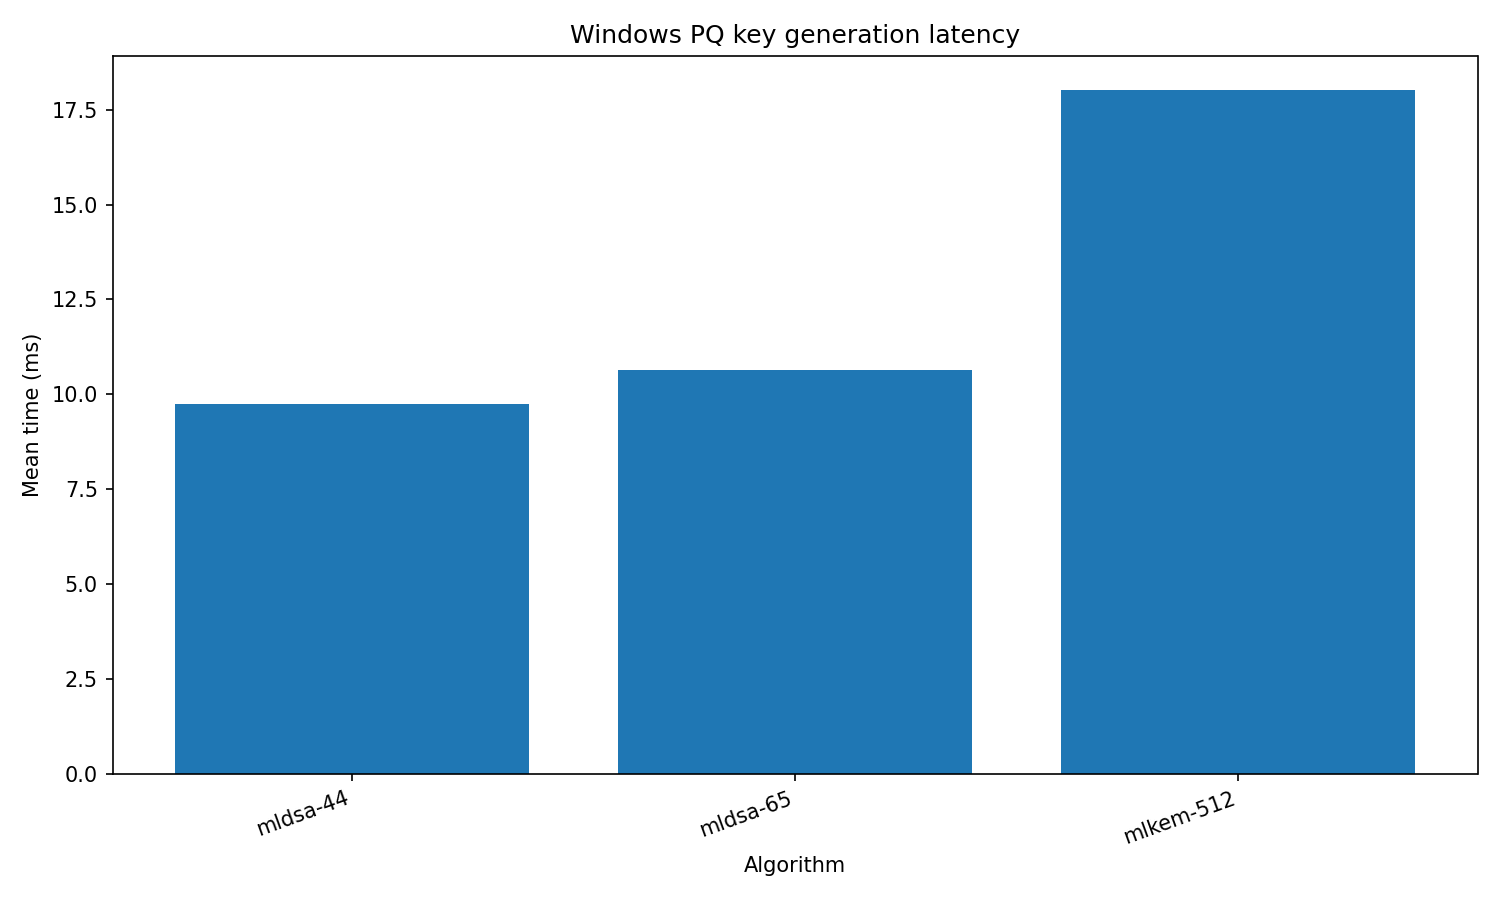 Windows PQ key generation latency
Mean time (ms)
17.5
15.0
12.5
10.0
7.5
5.0
2.5
0.0
mldsa-44
mldsa-65
mlkem-512
Algorithm